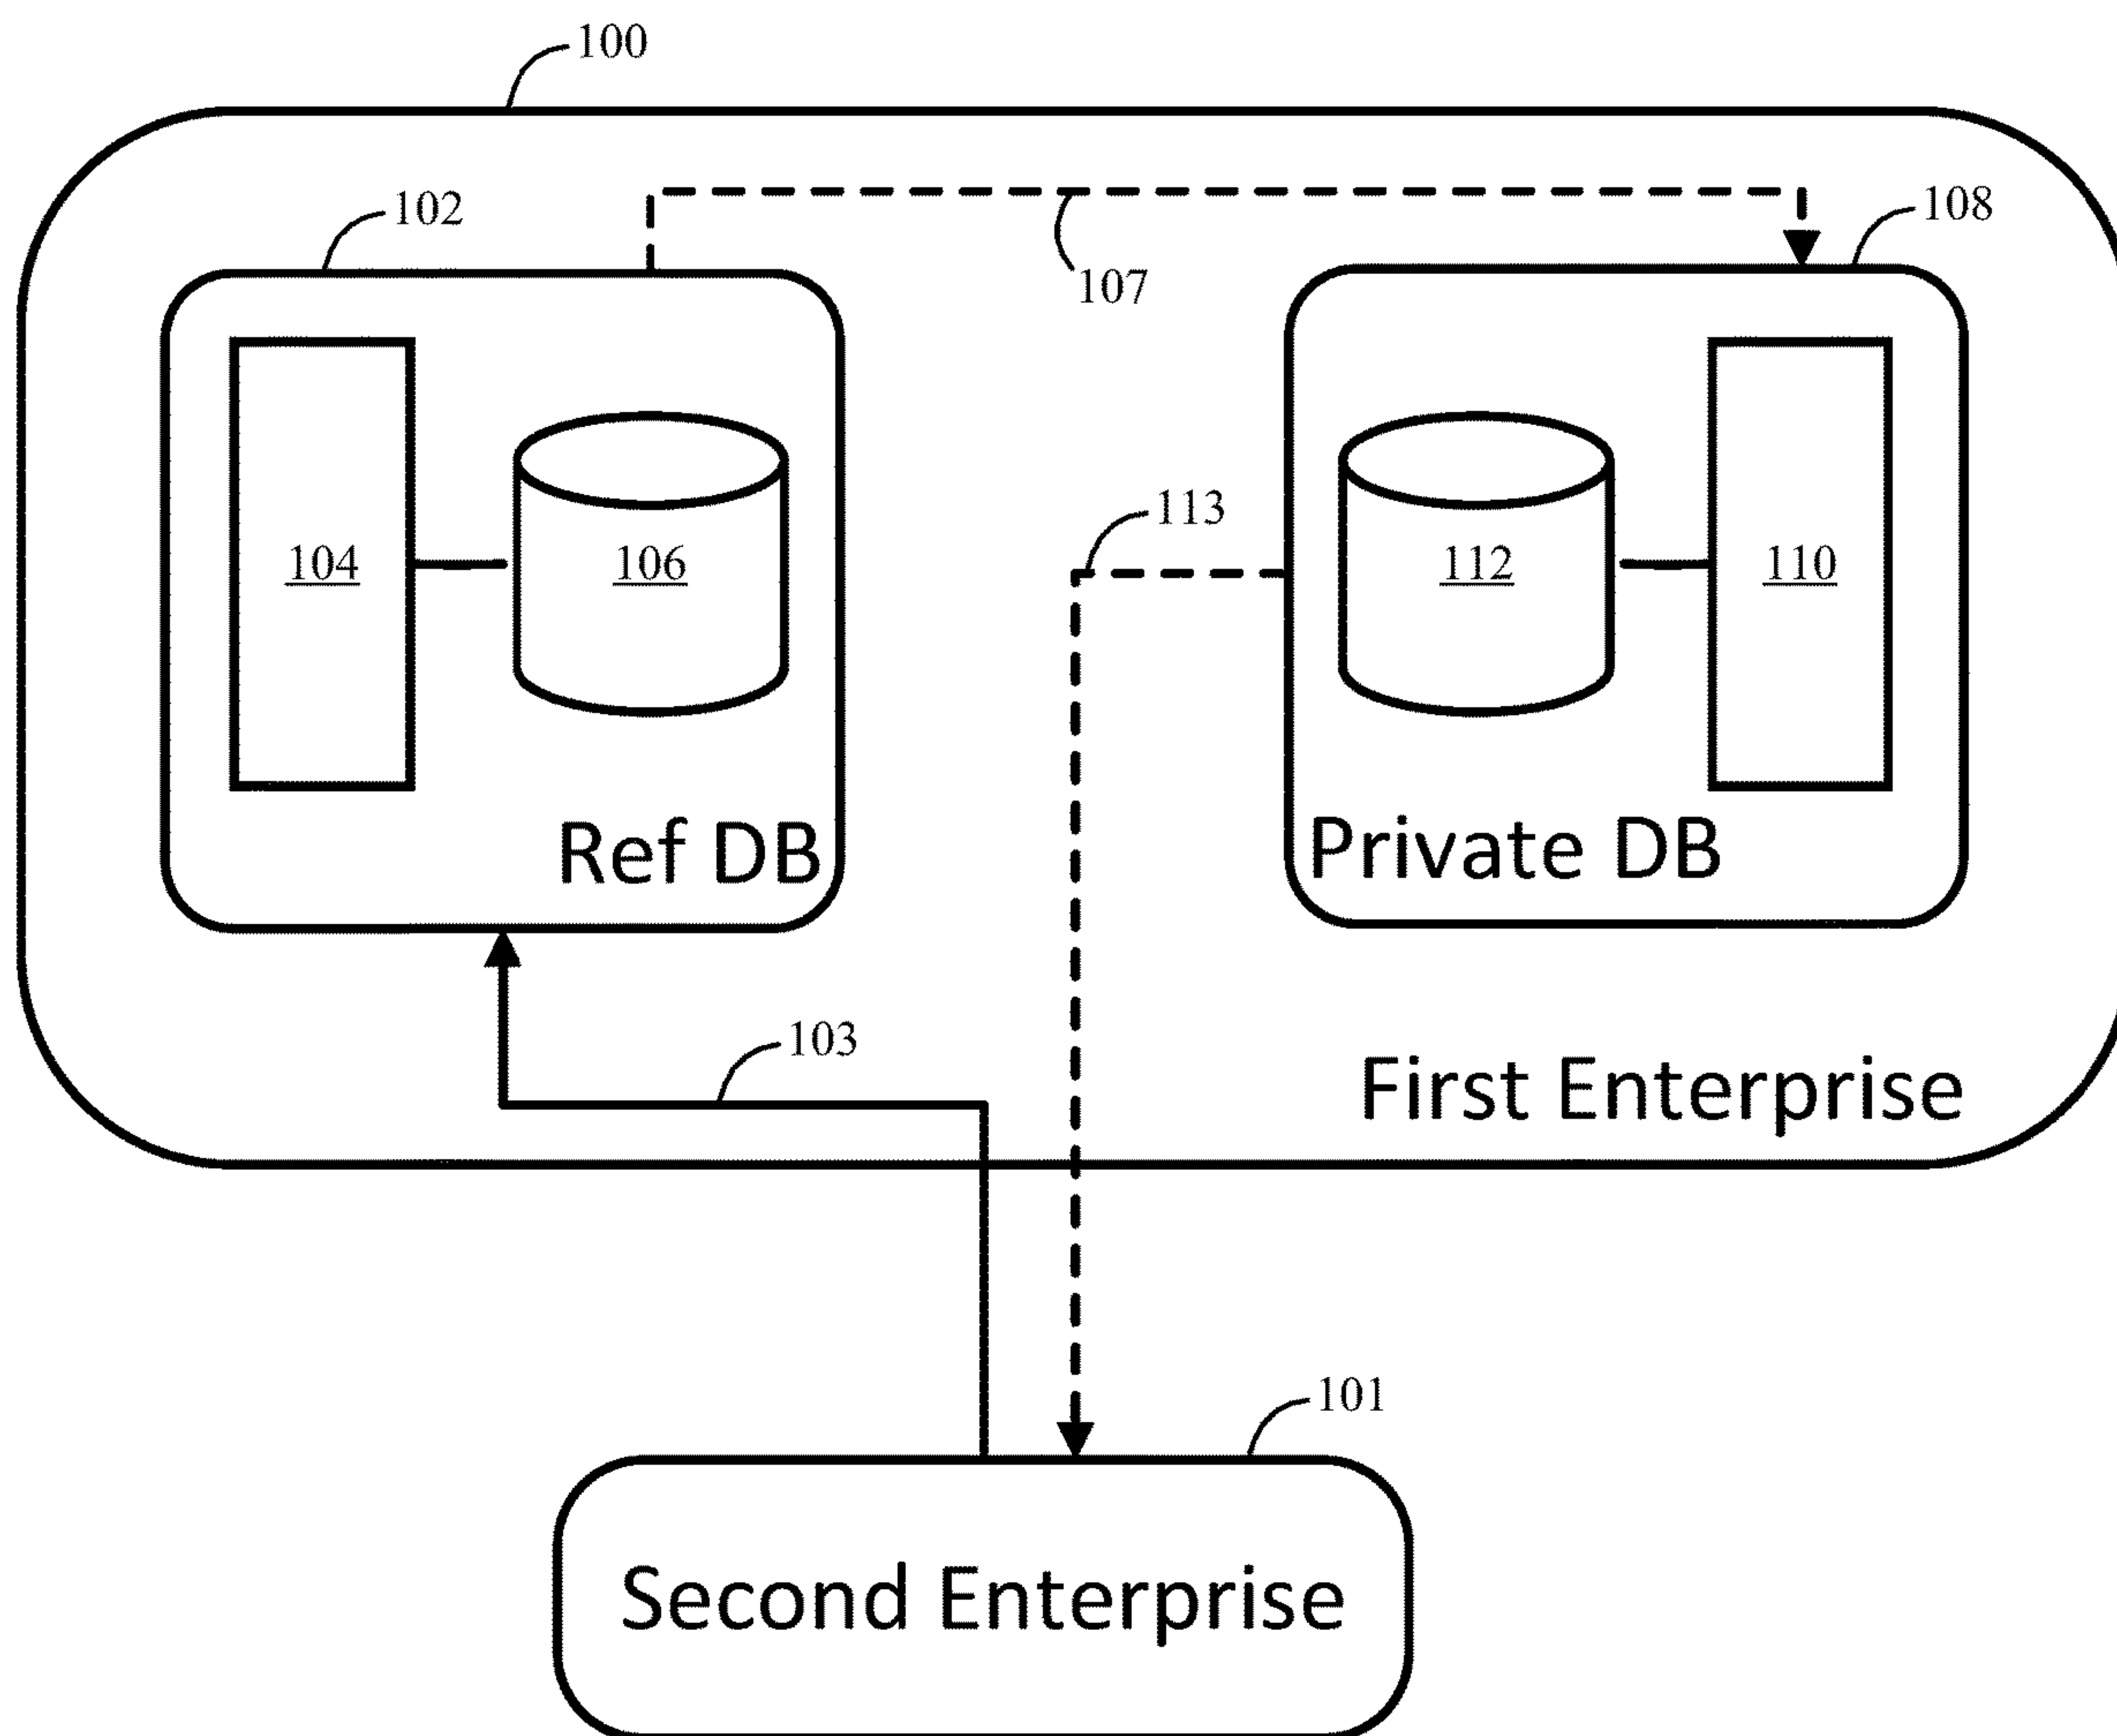 100
102
108
107
113
104
106
112
110
Ref DB
Private DB
103
First Enterprise
101
Second Enterprise